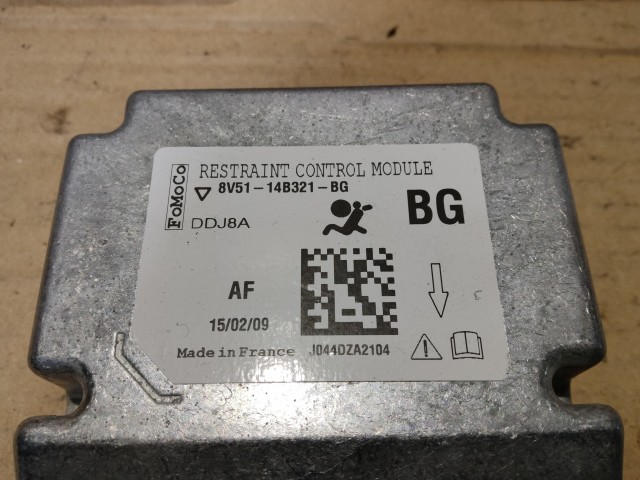 FoMoCo
RESTRAINT CONTROL MODULE
8V51-14B321-BG
DDJ8A
BG
AF
15/02/09
Made in France
J044DZA2104